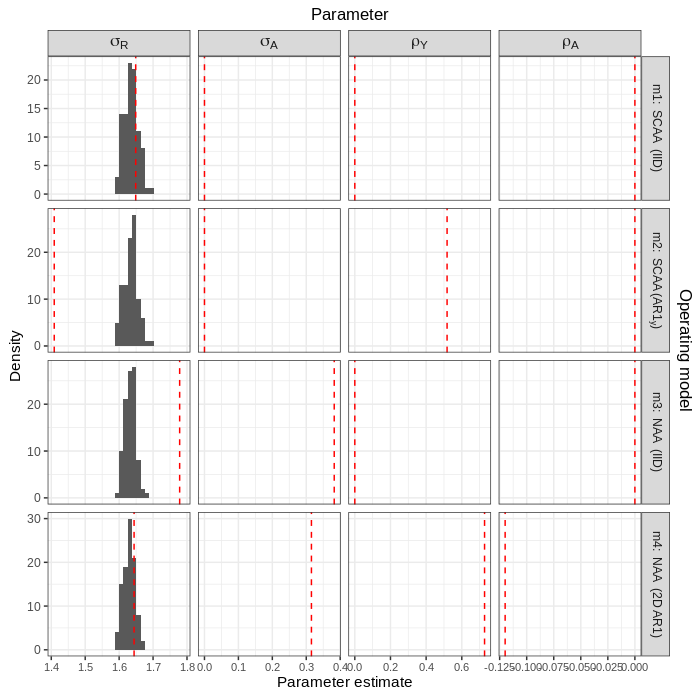 Parameter
σR σA ρY ρA
20
15
10
5
0
m1: SCAA (IID)
20
10
0
m2: SCAA (AR1y)
20
10
0
m3: NAA (IID)
30
20
10
0
m4: NAA (2D AR1)
Density
Operating model
1.4 1.5 1.6 1.7 1.8 0.0 0.1 0.2 0.3 0.4 0.0 0.2 0.4 0.6 -0.125 -0.100 -0.075 -0.050 -0.025 0.000
Parameter estimate